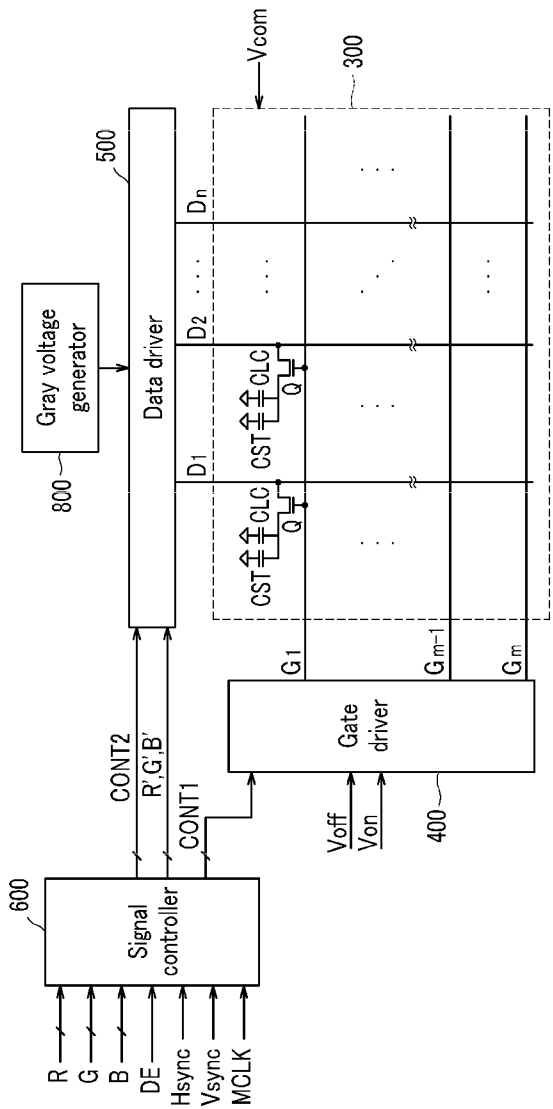 800
Gray voltage
generator
500
Data driver
600
Signal
controller
R
G
B
DE
Hsync
Vsync
MCLK
CONT2
R',G',B'
CONT1
Voff
Von
Gate
driver
400
D1
D2
Dn
CST
CLC
Q
CST
CLC
Q
G1
Gm-1
Gm
Vcom
300